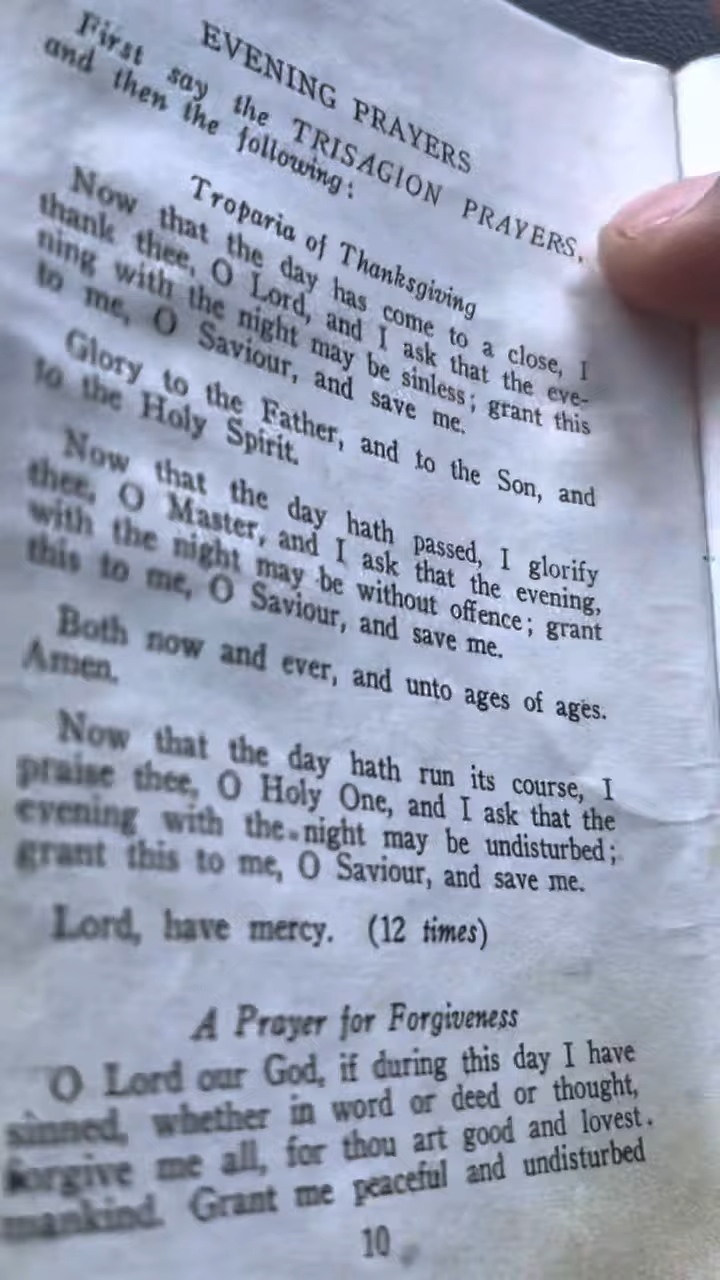 EVENING PRAYERS
First say the TRISAGION PRAYERS,
and then the following:
Troparia of Thanksgiving
Now that the day has come to a close, I
thank thee, O Lord, and I ask that the eve-
ning with the night may be sinless; grant this
to me, O Saviour, and save me.
Glory to the Father, and to the Son, and
to the Holy Spirit.
Now that the day hath passed, I glorify
thee, O Master, and I ask that the evening,
with the night may be without offence; grant
this to me, O Saviour, and save me.
Both now and ever, and unto ages of ages.
Amen.
Now that the day hath run its course, I
praise thee, O Holy One, and I ask that the
evening with the night may be undisturbed;
grant this to me, O Saviour, and save me.
Lord, have mercy. (12 times)
A Prayer for Forgiveness
O Lord our God, if during this day I have
sinned, whether in word or deed or thought,
forgive me all, for thou art good and lovest
mankind. Grant me peaceful and undisturbed
10